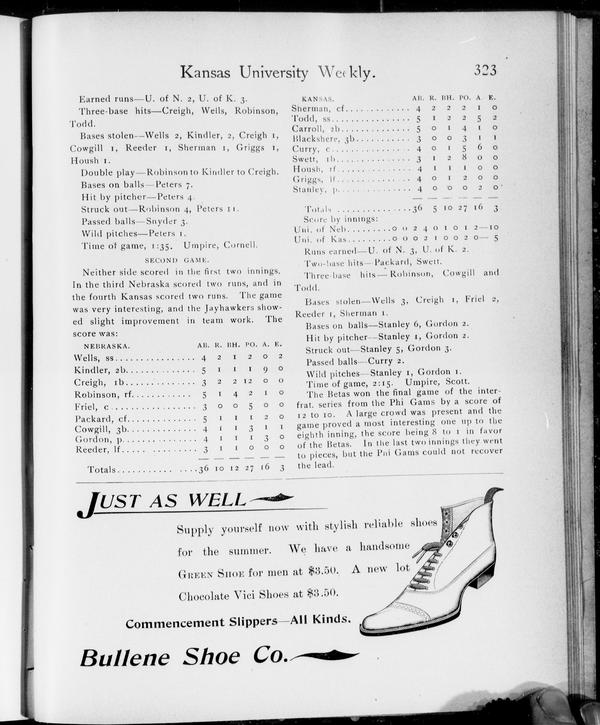 Kansas University Weekly. 323
Earned runs—U. of N. 2, U. of K. 3.
Three-base hits—Creigh, Wells, Robinson,
Todd.
Bases stolen—Wells 2, Kindler, 2, Creigh 1,
Cowgill 1, Reeder 1, Sherman 1, Griggs 1,
Housh 1.
Double play—Robinson to Kindler to Creigh.
Bases on balls—Peters 7.
Hit by pitcher—Peters 4
Struck out—Robinson 4, Peters 11.
Passed balls—Snyder 3.
Wild pitches—Peters 1.
Time of game, 1:35. Umpire, Cornell.
SECOND GAME.
Neither side scored in the first two innings.
In the third Nebraska scored two runs, and in
the fourth Kansas scored two runs. The game
was very interesting, and the Jayhawkers show-
ed slight improvement in team work. The
score was:
NEBRASKA. AB. R. BH. PO. A. E.
Wells, ss............... 4 2 1 2 0 2
Kindler, 2b............. 5 1 1 1 9 0
Creigh, 1b.............. 3 2 2 12 0 0
Robinson, rf............ 5 1 4 2 1 0
Friel, c................ 3 0 0 5 0 0
Packard, cf............. 5 1 1 1 2 0
Cowgill, 3b............. 4 1 1 3 1 1
Gordon, p............... 4 1 1 1 3 0
Reeder, lf.............. 3 1 1 0 0 0
Totals.............. 36 10 12 27 16 3
KANSAS. AB. R. BH. PO. A. E.
Sherman, cf............. 4 2 2 2 1 0
Todd, ss................ 5 1 2 2 5 2
Carroll, 2b............. 5 0 1 4 1 0
Blackshere, 3b.......... 3 0 0 3 1 1
Curry, c................ 4 0 1 5 6 0
Swett, 1b............... 3 1 2 8 0 0
Housh, rf............... 4 1 1 1 0 0
Griggs, lf.............. 4 0 1 2 0 0
Stanley, p.............. 4 0 0 0 2 0
Totals .............. 36 5 10 27 16 3
Score by innings:
Uni. of Neb.........0 0 2 4 0 1 0 1 2—10
Uni. of Kas.........0 0 0 2 1 0 0 2 0— 5
Runs earned—U. of N. 3, U. of K. 2.
Two-base hits—Packard, Swett.
Three-base hits—Robinson, Cowgill and
Todd.
Bases stolen—Wells 3, Creigh 1, Friel 2,
Reeder 1, Sherman 1.
Bases on balls—Stanley 6, Gordon 2.
Hit by pitcher—Stanley 1, Gordon 2.
Struck out—Stanley 5, Gordon 3.
Passed balls—Curry 2.
Wild pitches—Stanley 1, Gordon 1.
Time of game, 2:15. Umpire, Scott.
The Betas won the final game of the inter-
frat. series from the Phi Gams by a score of
12 to 10. A large crowd was present and the
game proved a most interesting one up to the
eighth inning, the score being 8 to 1 in favor
of the Betas. In the last two innings they went
to pieces, but the Phi Gams could not recover
the lead.
JUST AS WELL
Supply yourself now with stylish reliable shoes
for the summer. We have a handsome
GREEN SHOE for men at $3.50. A new lot
Chocolate Vici Shoes at $3.50.
Commencement Slippers—All Kinds.
Bullene Shoe Co.